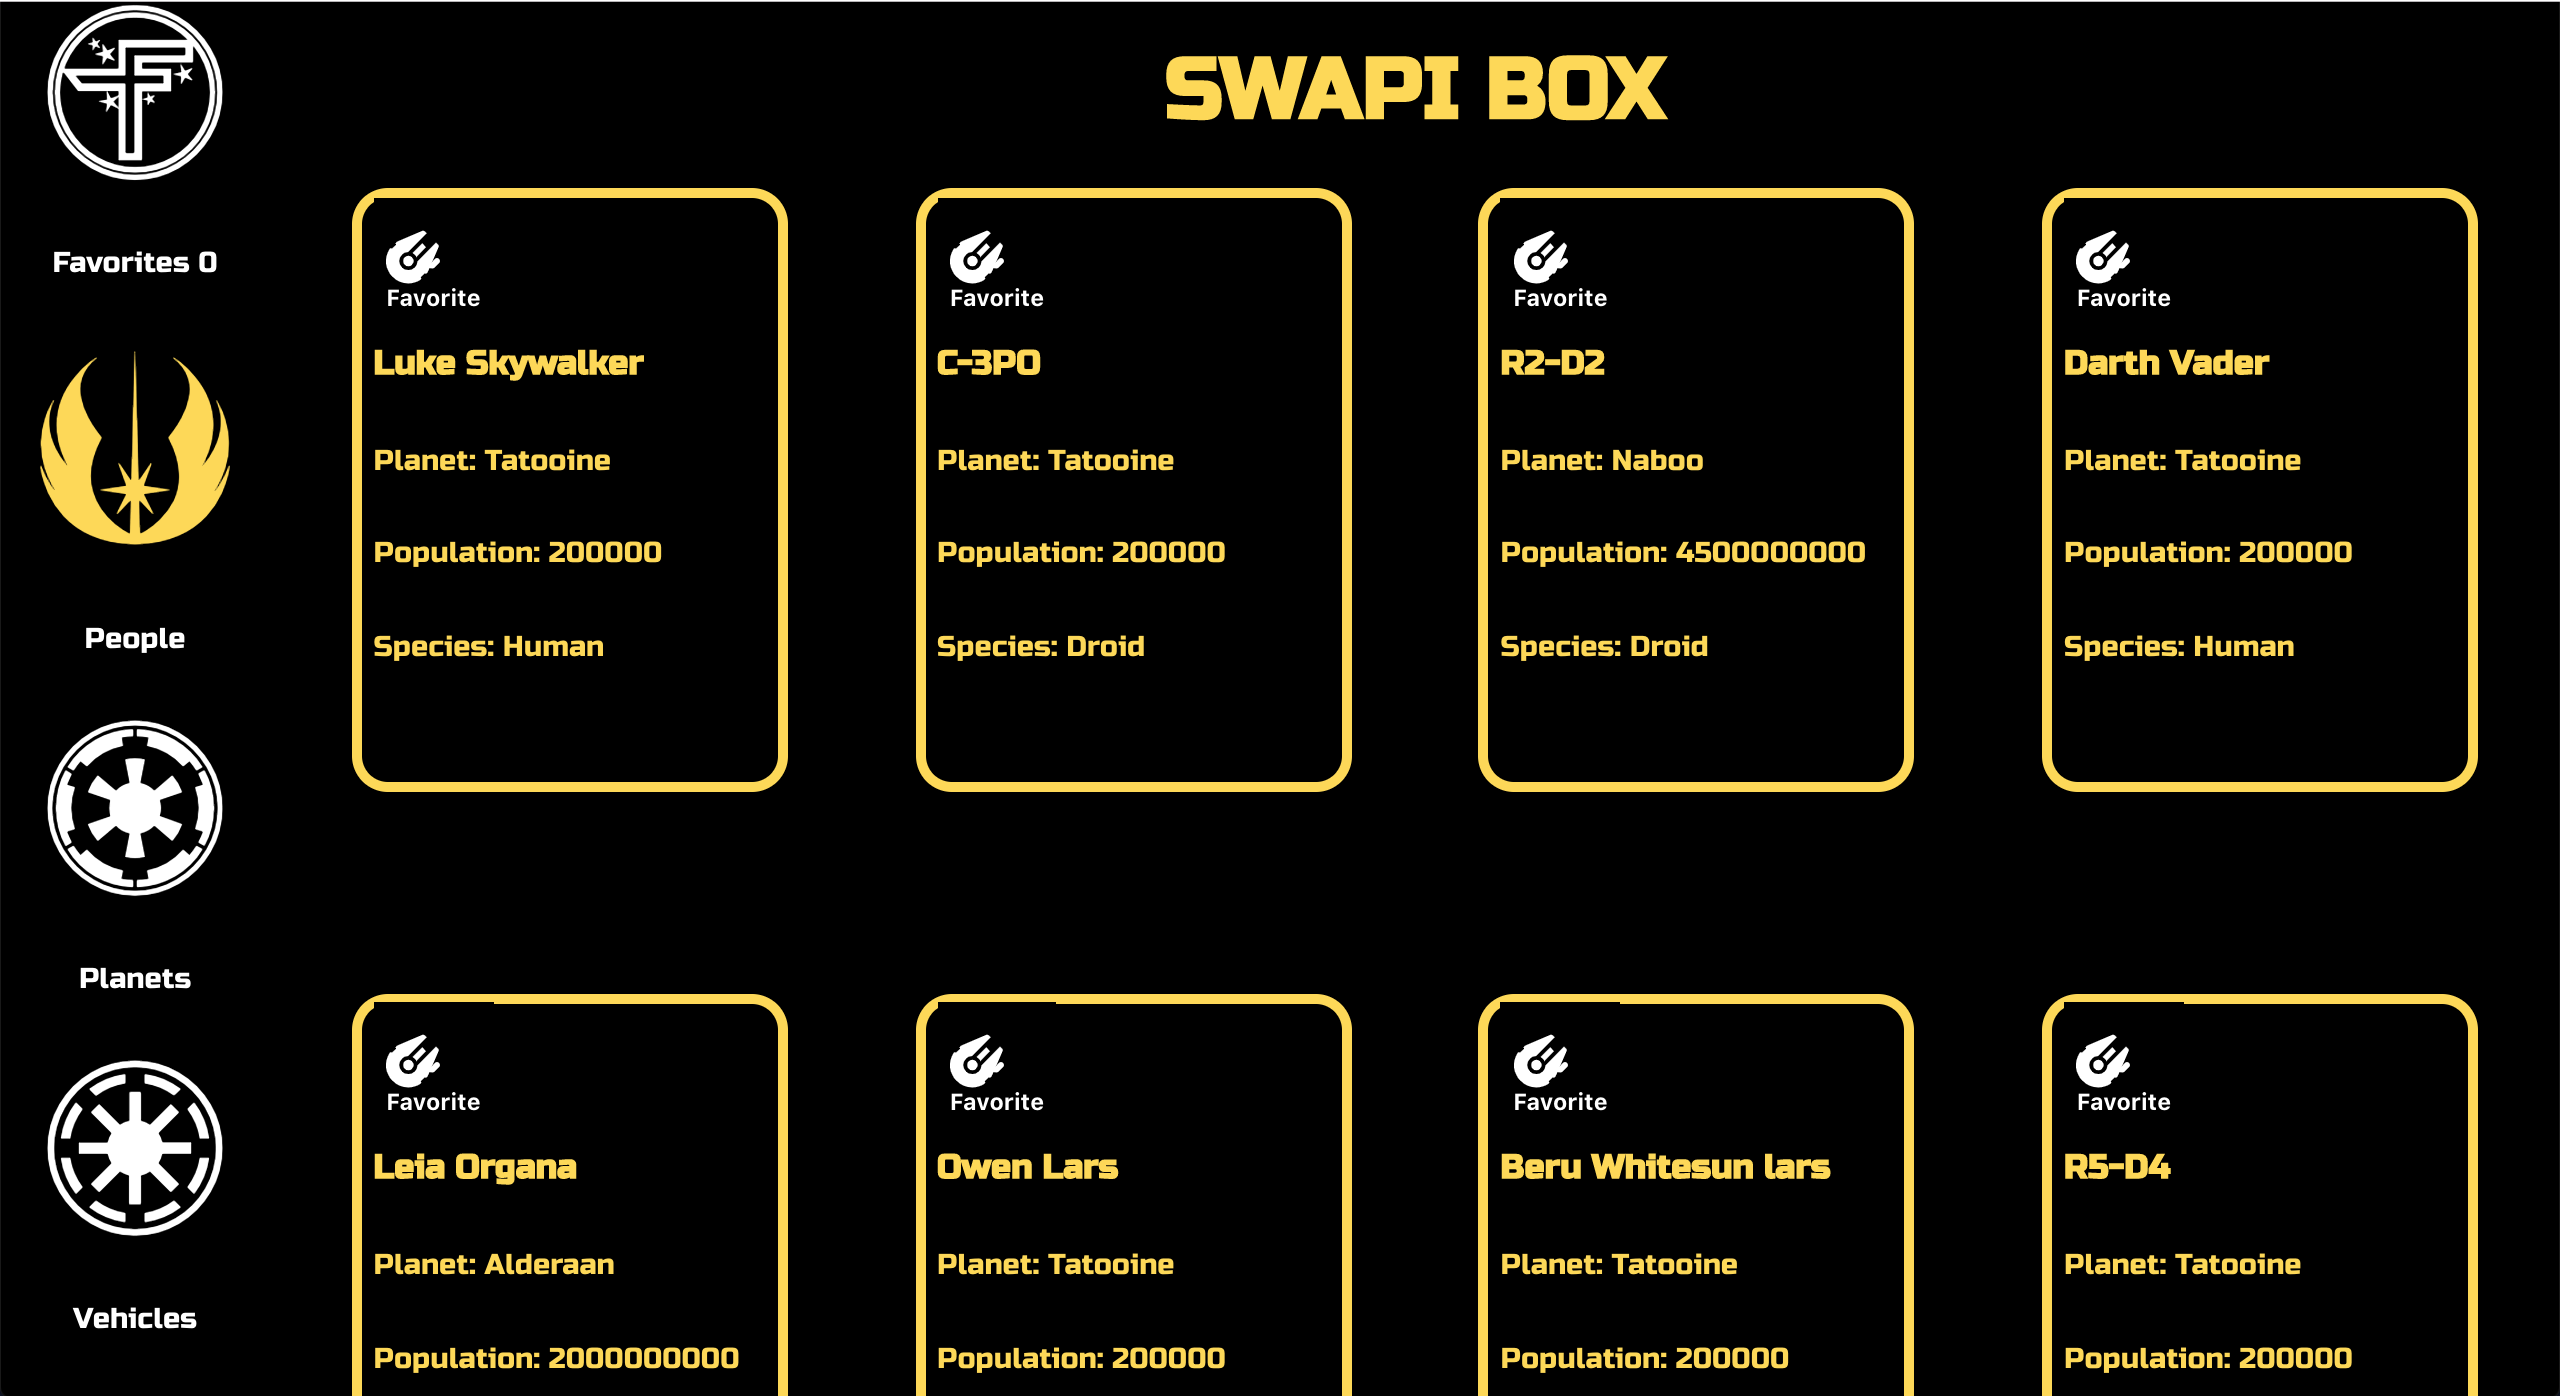 SWAPI BOX
Favorites 0
People
Planets
Vehicles
Favorite
Luke Skywalker
Planet: Tatooine
Population: 200000
Species: Human
Favorite
C-3PO
Planet: Tatooine
Population: 200000
Species: Droid
Favorite
R2-D2
Planet: Naboo
Population: 4500000000
Species: Droid
Favorite
Darth Vader
Planet: Tatooine
Population: 200000
Species: Human
Favorite
Leia Organa
Planet: Alderaan
Population: 2000000000
Favorite
Owen Lars
Planet: Tatooine
Population: 200000
Favorite
Beru Whitesun lars
Planet: Tatooine
Population: 200000
Favorite
R5-D4
Planet: Tatooine
Population: 200000